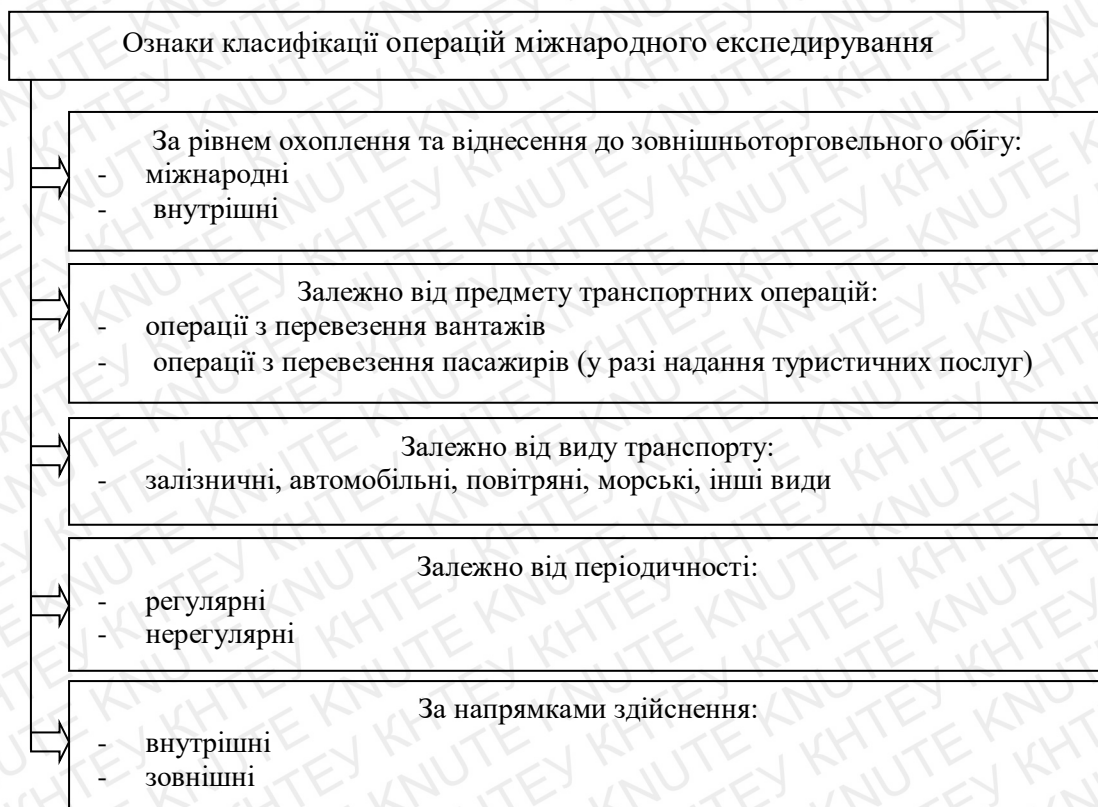 Ознаки класифікації операцій міжнародного експедирування
За рівнем охоплення та віднесення до зовнішньоторговельного обігу:
- міжнародні
- внутрішні
Залежно від предмету транспортних операцій:
- операції з перевезення вантажів
- операції з перевезення пасажирів (у разі надання туристичних послуг)
Залежно від виду транспорту:
- залізничні, автомобільні, повітряні, морські, інші види
Залежно від періодичності:
- регулярні
- нерегулярні
За напрямками здійснення:
- внутрішні
- зовнішні